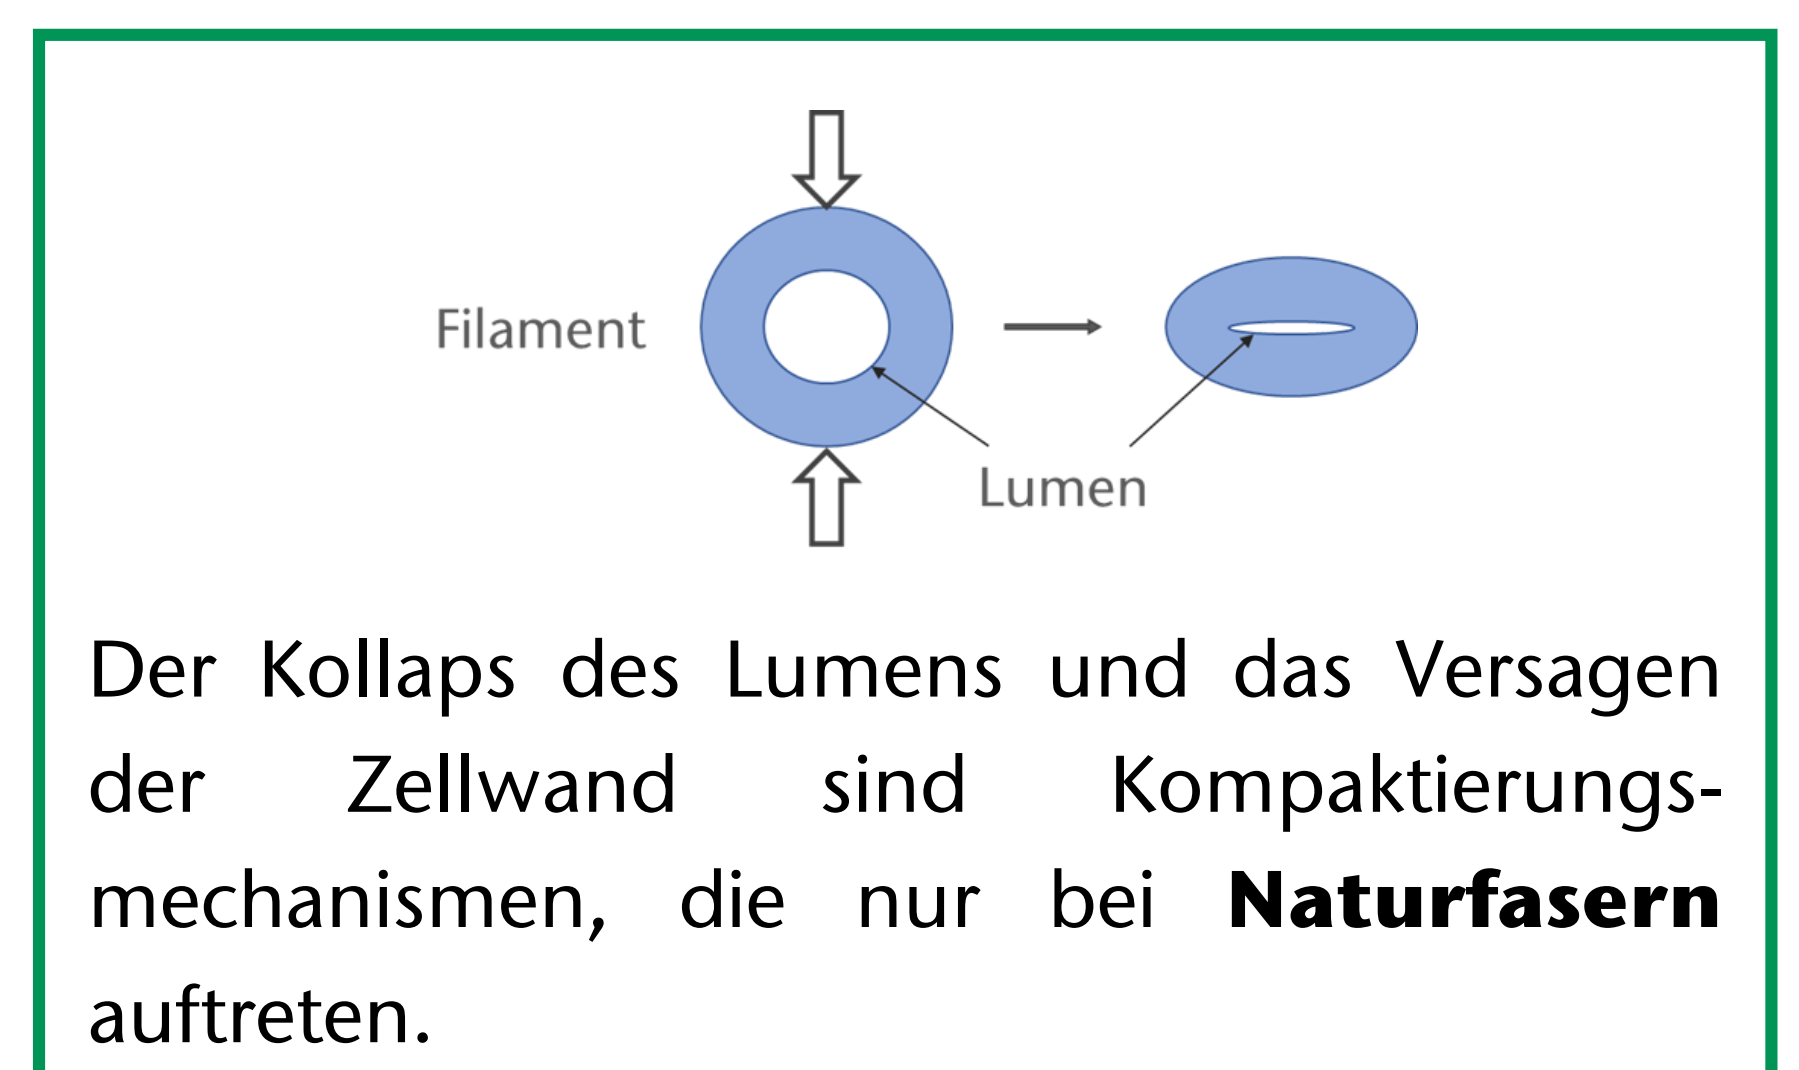 Filament
Lumen
Der Kollaps des Lumens und das Versagen
der Zellwand sind Kompaktierungs-
mechanismen, die nur bei Naturfasern
auftreten.